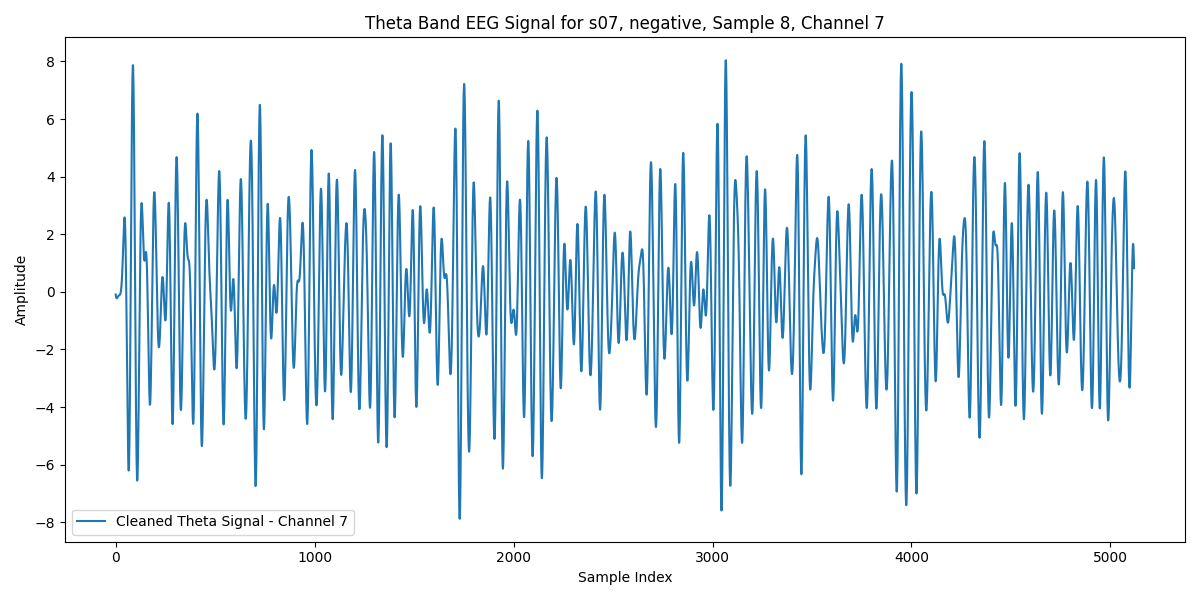 Theta Band EEG Signal for s07, negative, Sample 8, Channel 7
8
6
4
2
0
−2
−4
−6
−8
Amplitude
Cleaned Theta Signal - Channel 7
0 1000 2000 3000 4000 5000
Sample Index